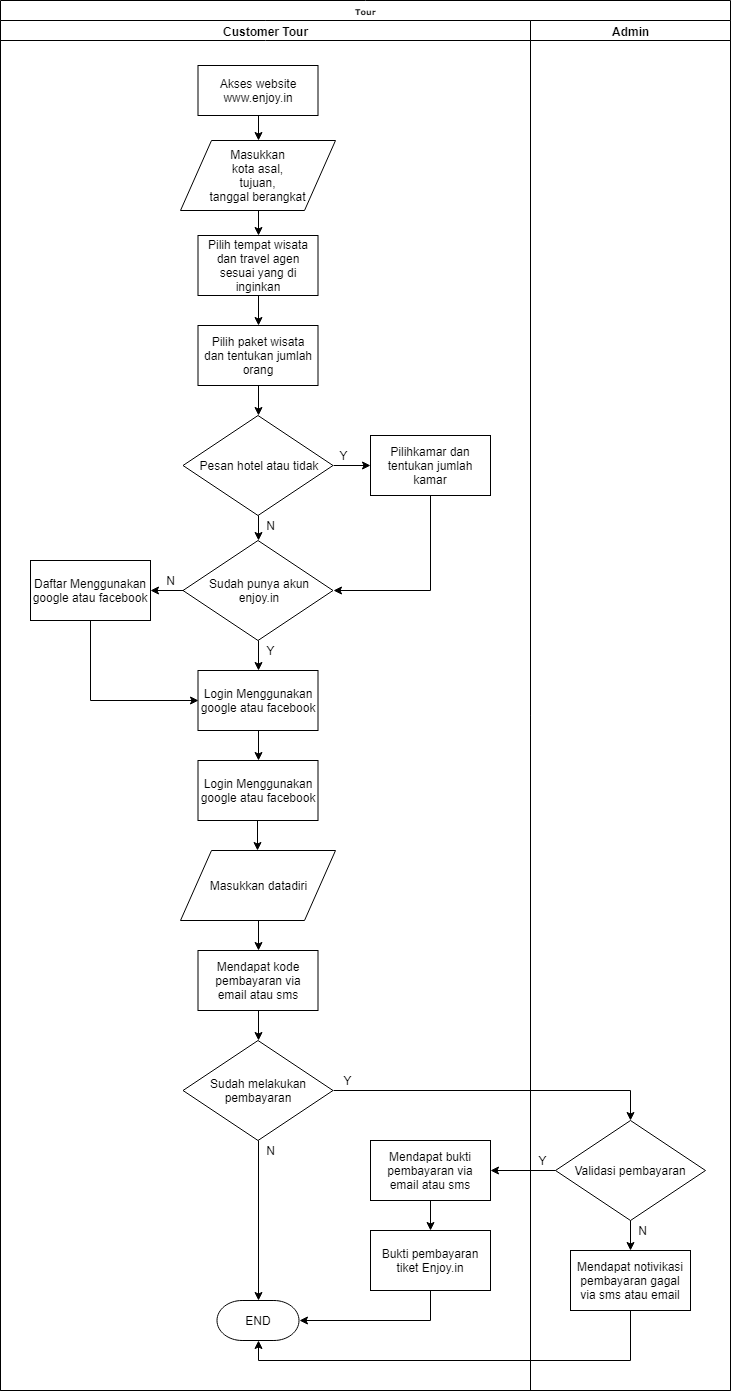 Tour
Customer Tour
Admin
Akses website
www.enjoy.in
Masukkan
kota asal,
tujuan,
tanggal berangkat
Pilih tempat wisata
dan travel agen
sesuai yang di
inginkan
Pilih paket wisata
dan tentukan jumlah
orang
Pesan hotel atau tidak
Y
Pilihkamar dan
tentukan jumlah
kamar
N
Sudah punya akun
enjoy.in
N
Daftar Menggunakan
google atau facebook
Y
Login Menggunakan
google atau facebook
Login Menggunakan
google atau facebook
Masukkan datadiri
Mendapat kode
pembayaran via
email atau sms
Sudah melakukan
pembayaran
Y
N
Validasi pembayaran
Y
Mendapat bukti
pembayaran via
email atau sms
N
Bukti pembayaran
tiket Enjoy.in
Mendapat notivikasi
pembayaran gagal
via sms atau email
END